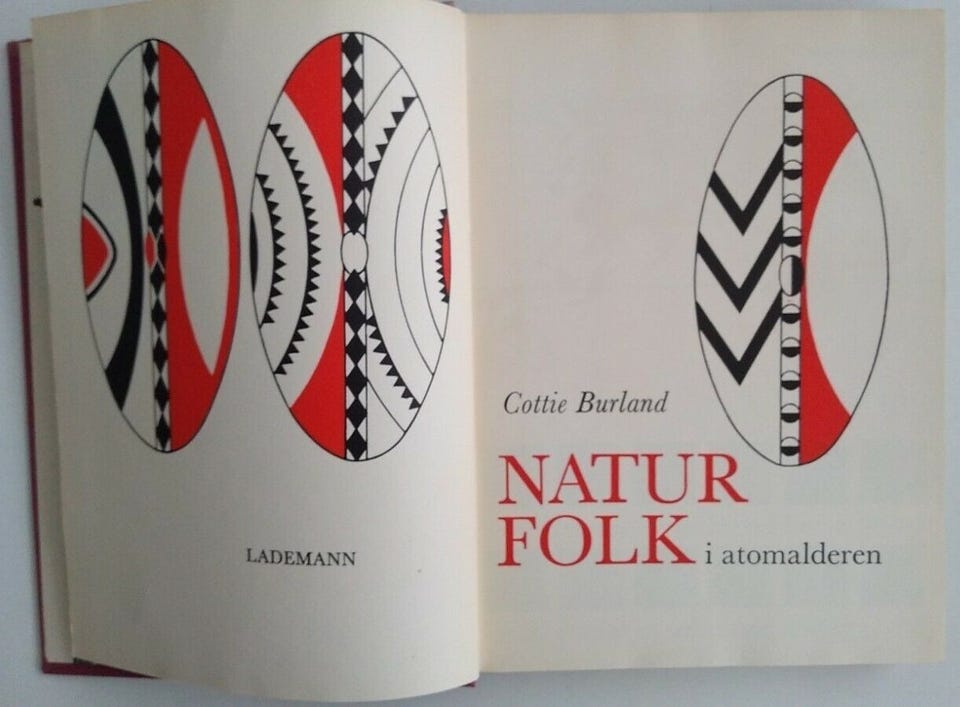 LADEMANN
Cottie Burland
NATUR
FOLK i atomalderen